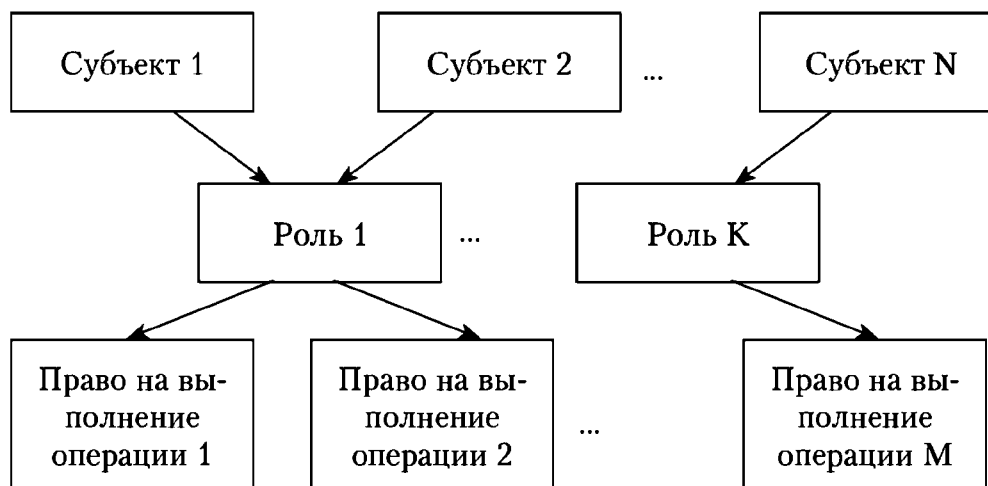 Субъект 1
Субъект 2
...
Субъект N
Роль 1
...
Роль K
Право на вы-
полнение
операции 1
Право на вы-
полнение
операции 2
...
Право на вы-
полнение
операции M